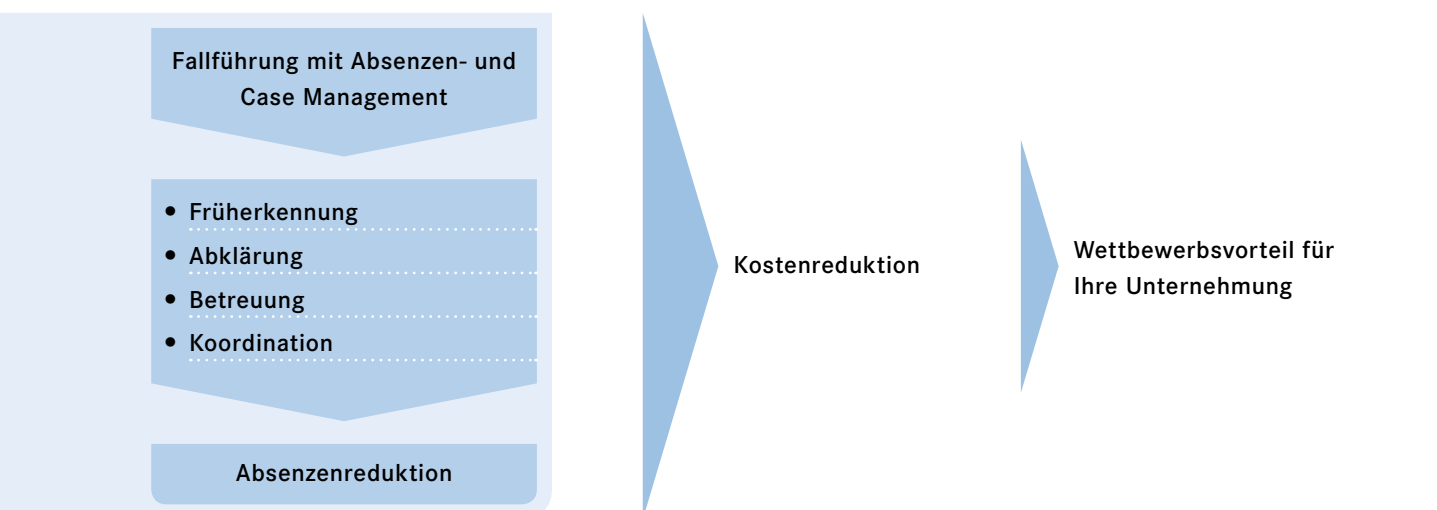 Fallführung mit Absenzen- und
Case Management
• Früherkennung
• Abklärung
• Betreuung
• Koordination
Absenzenreduktion
Kostenreduktion
Wettbewerbsvorteil für
Ihre Unternehmung